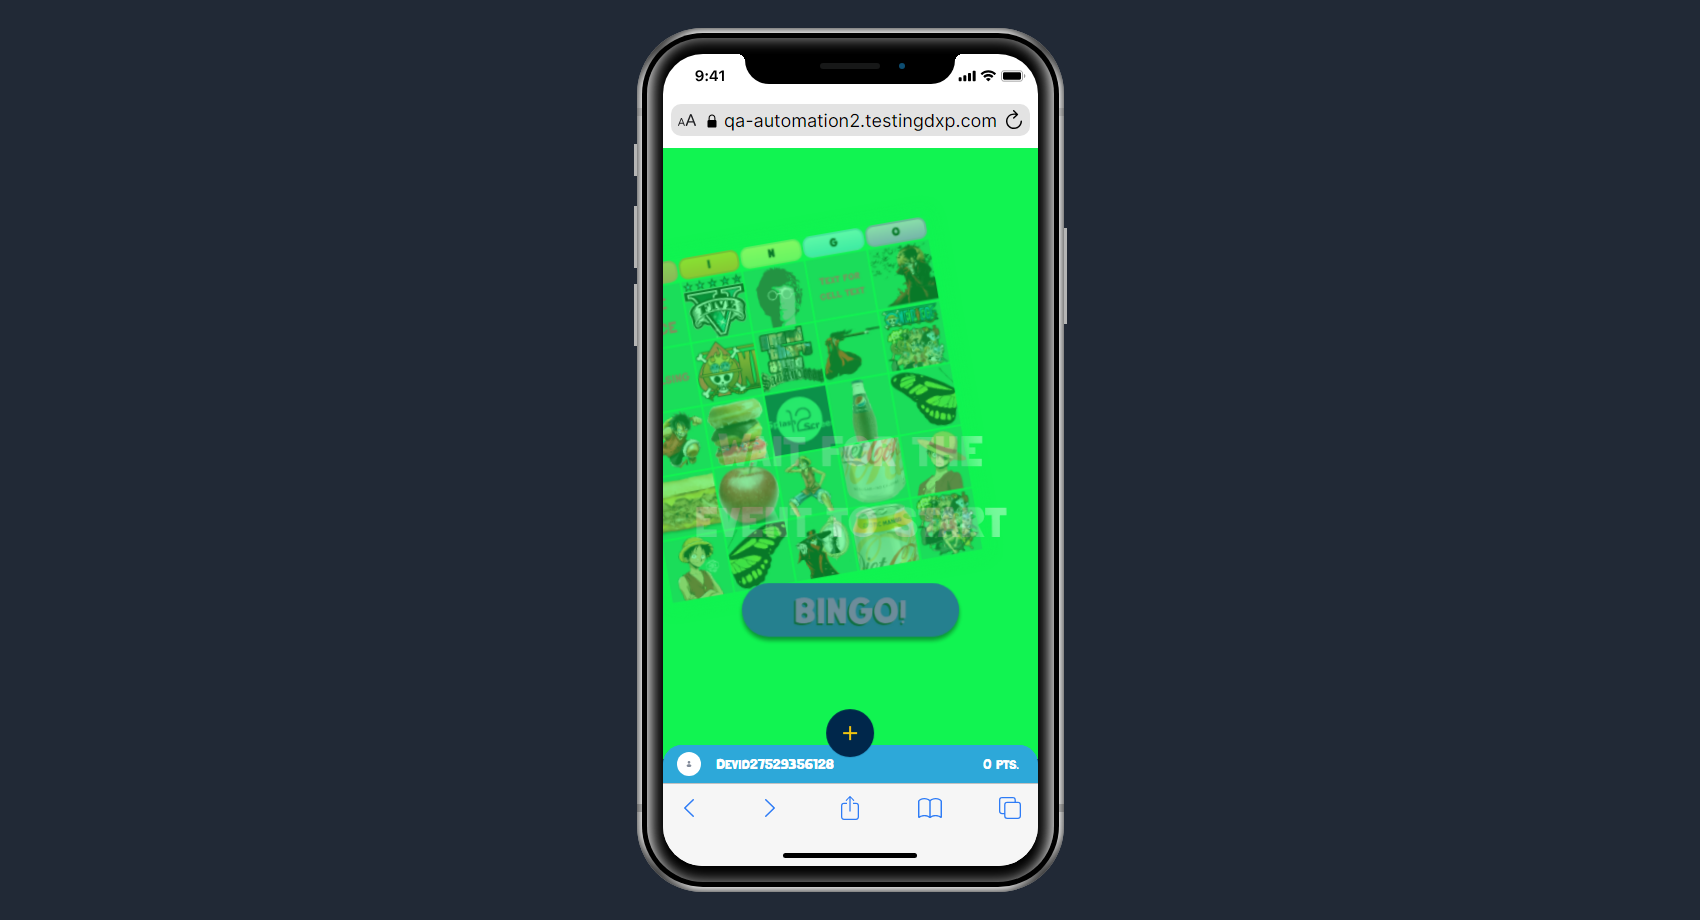 9:41
AA qa-automation2.testingdxp.com
I N G O
FIVE
TEXT FOR
CELL TEXT
WAIT FOR THE
EVENT TO START
BINGO!
+
Devid27529356128 0 PTS.